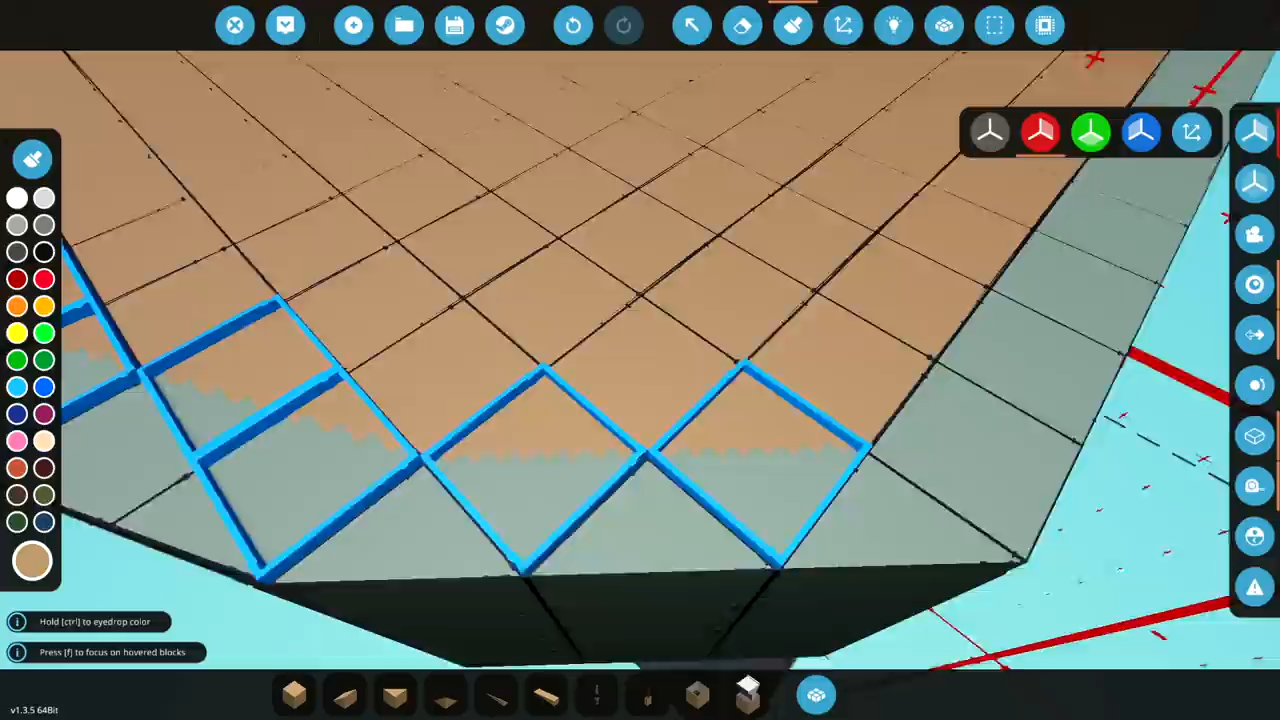 Hold [ctrl] to eyedrop color
Press [f] to focus on hovered blocks
v1.3.5 64Bit